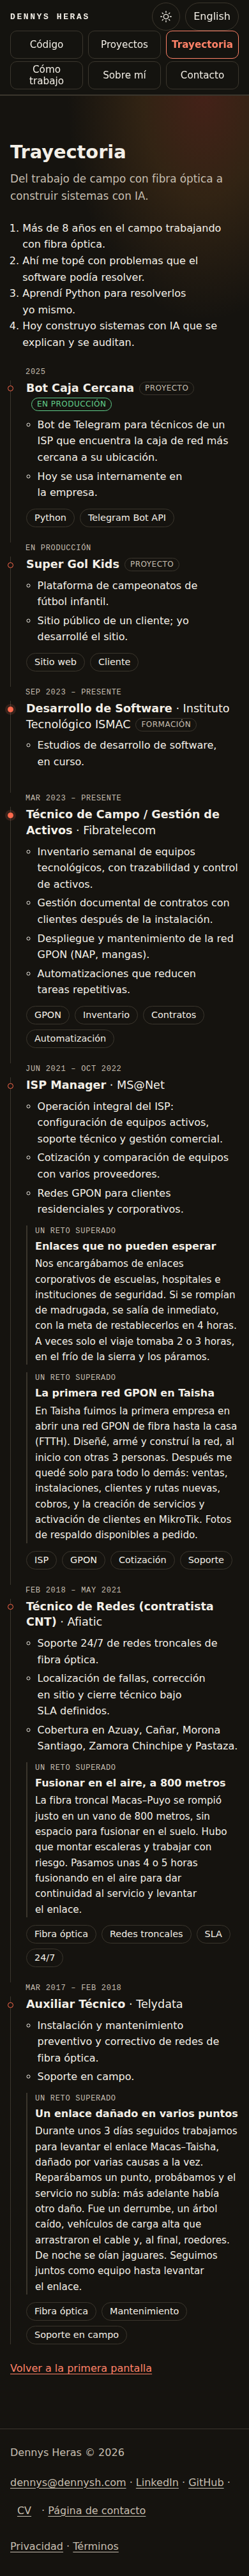 DENNYS HERAS
English
Código
Proyectos
Trayectoria
Cómo
trabajo
Sobre mí
Contacto
Trayectoria
Del trabajo de campo con fibra óptica a
construir sistemas con IA.
1. Más de 8 años en el campo trabajando
con fibra óptica.
2. Ahí me topé con problemas que el
software podía resolver.
3. Aprendí Python para resolverlos
yo mismo.
4. Hoy construyo sistemas con IA que se
explican y se auditan.
2025
Bot Caja Cercana PROYECTO
EN PRODUCCIÓN
Bot de Telegram para técnicos de un
ISP que encuentra la caja de red más
cercana a su ubicación.
Hoy se usa internamente en
la empresa.
Python
Telegram Bot API
EN PRODUCCIÓN
Super Gol Kids PROYECTO
Plataforma de campeonatos de
fútbol infantil.
Sitio público de un cliente; yo
desarrollé el sitio.
Sitio web
Cliente
SEP 2023 – PRESENTE
Desarrollo de Software · Instituto
Tecnológico ISMAC FORMACIÓN
Estudios de desarrollo de software,
en curso.
MAR 2023 – PRESENTE
Técnico de Campo / Gestión de
Activos · Fibratelecom
Inventario semanal de equipos
tecnológicos, con trazabilidad y control
de activos.
Gestión documental de contratos con
clientes después de la instalación.
Despliegue y mantenimiento de la red
GPON (NAP, mangas).
Automatizaciones que reducen
tareas repetitivas.
GPON
Inventario
Contratos
Automatización
JUN 2021 – OCT 2022
ISP Manager · MS@Net
Operación integral del ISP:
configuración de equipos activos,
soporte técnico y gestión comercial.
Cotización y comparación de equipos
con varios proveedores.
Redes GPON para clientes
residenciales y corporativos.
UN RETO SUPERADO
Enlaces que no pueden esperar
Nos encargábamos de enlaces
corporativos de escuelas, hospitales e
instituciones de seguridad. Si se rompían
de madrugada, se salía de inmediato,
con la meta de restablecerlos en 4 horas.
A veces solo el viaje tomaba 2 o 3 horas,
en el frío de la sierra y los páramos.
UN RETO SUPERADO
La primera red GPON en Taisha
En Taisha fuimos la primera empresa en
abrir una red GPON de fibra hasta la casa
(FTTH). Diseñé, armé y construí la red, al
inicio con otras 3 personas. Después me
quedé solo para todo lo demás: ventas,
instalaciones, clientes y rutas nuevas,
cobros, y la creación de servicios y
activación de clientes en MikroTik. Fotos
de respaldo disponibles a pedido.
ISP
GPON
Cotización
Soporte
FEB 2018 – MAY 2021
Técnico de Redes (contratista
CNT) · Afiatic
Soporte 24/7 de redes troncales de
fibra óptica.
Localización de fallas, corrección
en sitio y cierre técnico bajo
SLA definidos.
Cobertura en Azuay, Cañar, Morona
Santiago, Zamora Chinchipe y Pastaza.
UN RETO SUPERADO
Fusionar en el aire, a 800 metros
La fibra troncal Macas–Puyo se rompió
justo en un vano de 800 metros, sin
espacio para fusionar en el suelo. Hubo
que montar escaleras y trabajar con
riesgo. Pasamos unas 4 o 5 horas
fusionando en el aire para dar
continuidad al servicio y levantar
el enlace.
Fibra óptica
Redes troncales
SLA
24/7
MAR 2017 – FEB 2018
Auxiliar Técnico · Telydata
Instalación y mantenimiento
preventivo y correctivo de redes de
fibra óptica.
Soporte en campo.
UN RETO SUPERADO
Un enlace dañado en varios puntos
Durante unos 3 días seguidos trabajamos
para levantar el enlace Macas–Taisha,
dañado por varias causas a la vez.
Reparábamos un punto, probábamos y el
servicio no subía: más adelante había
otro daño. Fue un derrumbe, un árbol
caído, vehículos de carga alta que
arrastraron el cable y, al final, roedores.
De noche se oían jaguares. Seguimos
juntos como equipo hasta levantar
el enlace.
Fibra óptica
Mantenimiento
Soporte en campo
Volver a la primera pantalla
Dennys Heras © 2026
dennys@dennysh.com · LinkedIn · GitHub ·
CV · Página de contacto
Privacidad · Términos